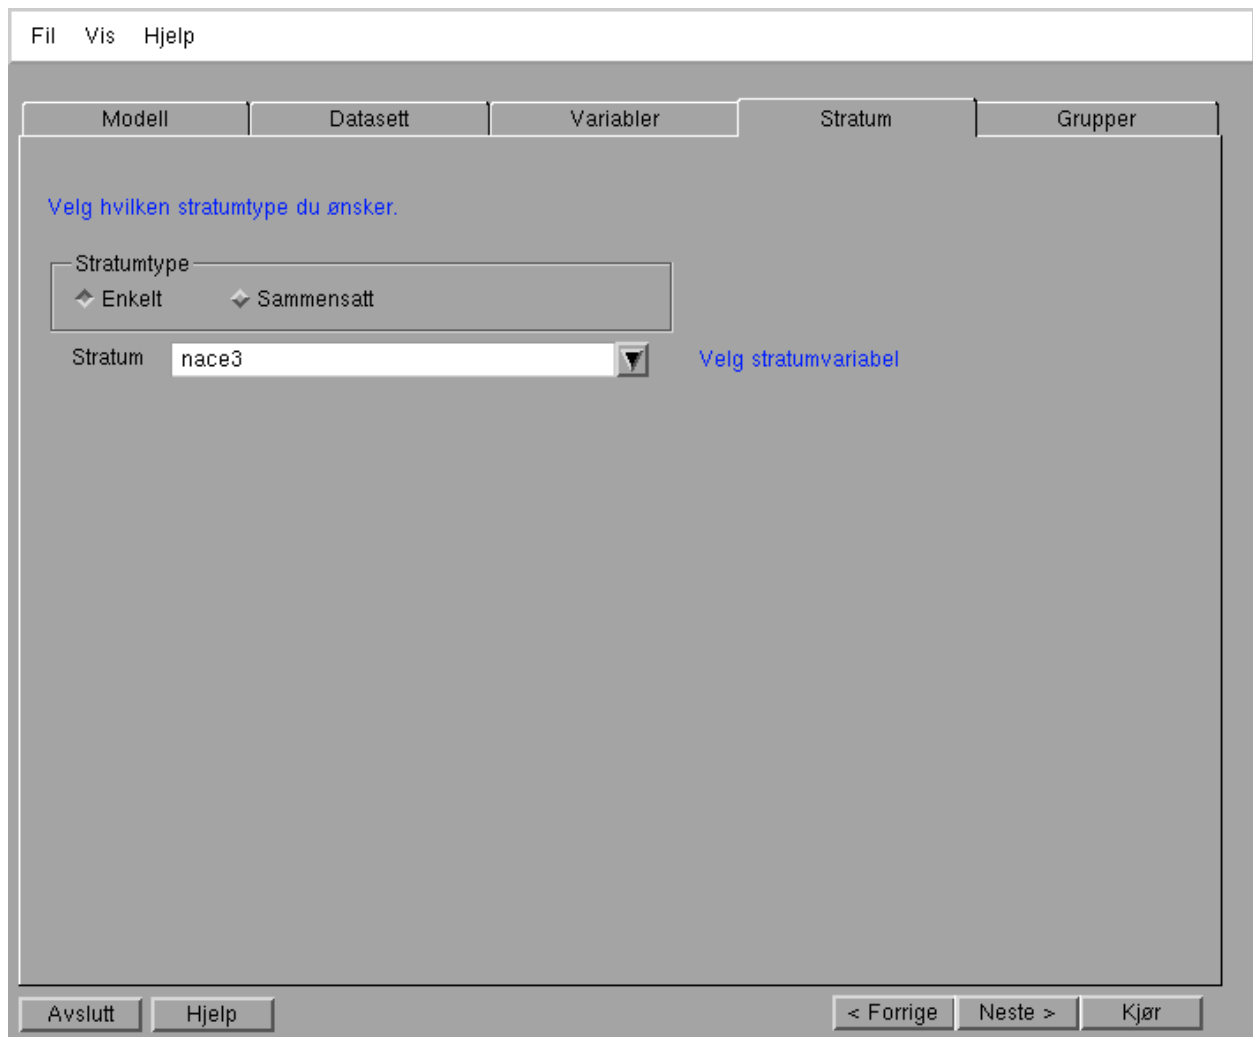 Fil Vis Hjelp
Modell Datasett Variabler Stratum Grupper
Velg hvilken stratumtype du ønsker.
Stratumtype
Enkelt Sammensatt
Stratum nace3 Velg stratumvariabel
Avslutt Hjelp < Forrige Neste > Kjør